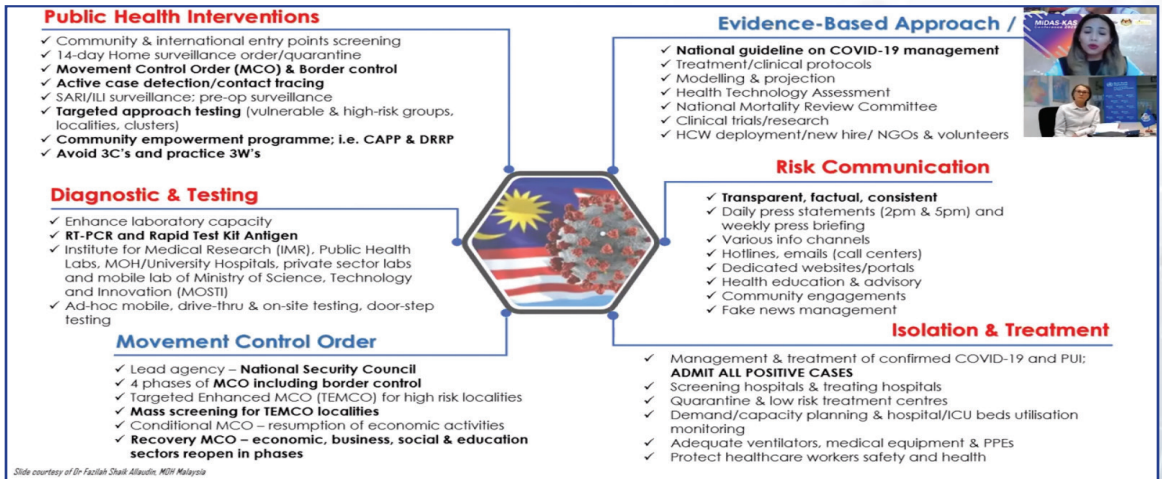 Public Health Interventions
✓ Community & international entry points screening
✓ 14-day Home surveillance order/quarantine
✓ Movement Control Order (MCO) & Border control
✓ Active case detection/contact tracing
✓ SARI/ILI surveillance; pre-op surveillance
✓ Targeted approach testing (vulnerable & high-risk groups,
localities, clusters)
✓ Community empowerment programme; i.e. CAPP & DRRP
✓ Avoid 3C's and practice 3W's
Diagnostic & Testing
✓ Enhance laboratory capacity
✓ RT-PCR and Rapid Test Kit Antigen
✓ Institute for Medical Research (IMR), Public Health
Labs, MOH/University Hospitals, private sector labs
and mobile lab of Ministry of Science, Technology
and Innovation (MOSTI)
✓ Ad-hoc mobile, drive-thru & on-site testing, door-step
testing
Movement Control Order
✓ Lead agency – National Security Council
✓ 4 phases of MCO including border control
✓ Targeted Enhanced MCO (TEMCO) for high risk localities
✓ Mass screening for TEMCO localities
✓ Conditional MCO – resumption of economic activities
✓ Recovery MCO – economic, business, social & education
sectors reopen in phases
Slide courtesy of Dr Fazilah Shaik Allaudin, MOH Malaysia
Evidence-Based Approach /
✓ National guideline on COVID-19 management
✓ Treatment/clinical protocols
✓ Modelling & projection
✓ Health Technology Assessment
✓ National Mortality Review Committee
✓ Clinical trials/research
✓ HCW deployment/new hire/ NGOs & volunteers
MiDAS-KAS
Risk Communication
✓ Transparent, factual, consistent
✓ Daily press statements (2pm & 5pm) and
weekly press briefing
✓ Various info channels
✓ Hotlines, emails (call centers)
✓ Dedicated websites/portals
✓ Health education & advisory
✓ Community engagements
✓ Fake news management
Isolation & Treatment
✓ Management & treatment of confirmed COVID-19 and PUI;
ADMIT ALL POSITIVE CASES
✓ Screening hospitals & treating hospitals
✓ Quarantine & low risk treatment centres
✓ Demand/capacity planning & hospital/ICU beds utilisation
monitoring
✓ Adequate ventilators, medical equipment & PPEs
✓ Protect healthcare workers safety and health